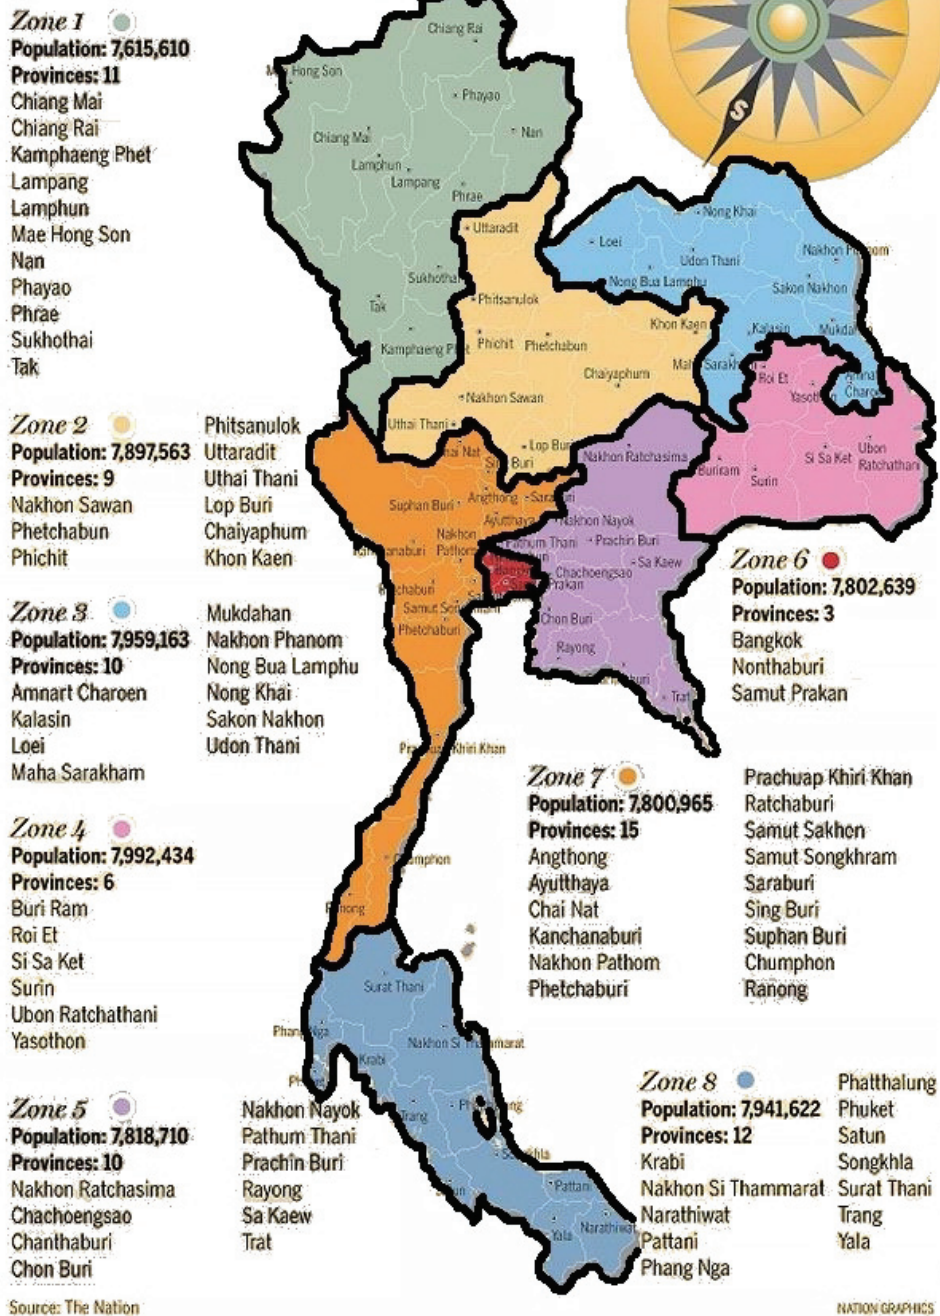 Zone 1
Population: 7,615,610
Provinces: 11
Chiang Mai
Chiang Rai
Kamphaeng Phet
Lampang
Lamphun
Mae Hong Son
Nan
Phayao
Phrae
Sukhothai
Tak
Zone 2
Population: 7,897,563
Provinces: 9
Nakhon Sawan
Phetchabun
Phichit
Phitsanulok
Uttaradit
Uthai Thani
Lop Buri
Chaiyaphum
Khon Kaen
Zone 3
Population: 7,959,163
Provinces: 10
Amnart Charoen
Kalasin
Loei
Maha Sarakham
Mukdahan
Nakhon Phanom
Nong Bua Lamphu
Nong Khai
Sakon Nakhon
Udon Thani
Zone 4
Population: 7,992,434
Provinces: 6
Buri Ram
Roi Et
Si Sa Ket
Surin
Ubon Ratchathani
Yasothon
Zone 5
Population: 7,818,710
Provinces: 10
Nakhon Ratchasima
Chachoengsao
Chanthaburi
Chon Buri
Nakhon Nayok
Pathum Thani
Prachin Buri
Rayong
Sa Kaew
Trat
Zone 6
Population: 7,802,639
Provinces: 3
Bangkok
Nonthaburi
Samut Prakan
Zone 7
Population: 7,800,965
Provinces: 15
Angthong
Ayutthaya
Chai Nat
Kanchanaburi
Nakhon Pathom
Phetchaburi
Prachuap Khiri Khan
Ratchaburi
Samut Sakhon
Samut Songkhram
Saraburi
Sing Buri
Suphan Buri
Chumphon
Ranong
Zone 8
Population: 7,941,622
Provinces: 12
Krabi
Nakhon Si Thammarat
Narathiwat
Pattani
Phang Nga
Phatthalung
Phuket
Satun
Songkhla
Surat Thani
Trang
Yala
S
Chiang Rai
Hong Son
Phayao
Chiang Mai
Nan
Lamphun
Lampang
Phrae
Uttaradit
Sukhothai
Tak
Phitsanulok
Kamphaeng
Phichit
Phetchabun
Khon Kaen
Chaiyaphum
Nakhon Sawan
Uthai Thani
Lop Buri
Nong Khai
Loei
Udon Thani
Nakhon
Nong Bua Lamphu
Sakon Nakhon
Kalasin
Roi Et
Ubon
Ratchathani
Si Sa Ket
Buriram
Surin
Nakhon Ratchasima
Nat
Buri
Angthong
Suphan Buri
Ayutthaya
Nakhon Nayok
Nakhon
Pathum Thani
Prachin Buri
Sa Kaew
Chachoengsao
Prakan
Phetchaburi
Chon Buri
Rayong
Trat
Khiri Khan
Surat Thani
Nakhon Si
Krabi
Trang
Pattani
Yala
Narathiwat
Source: The Nation
NATION GRAPHICS